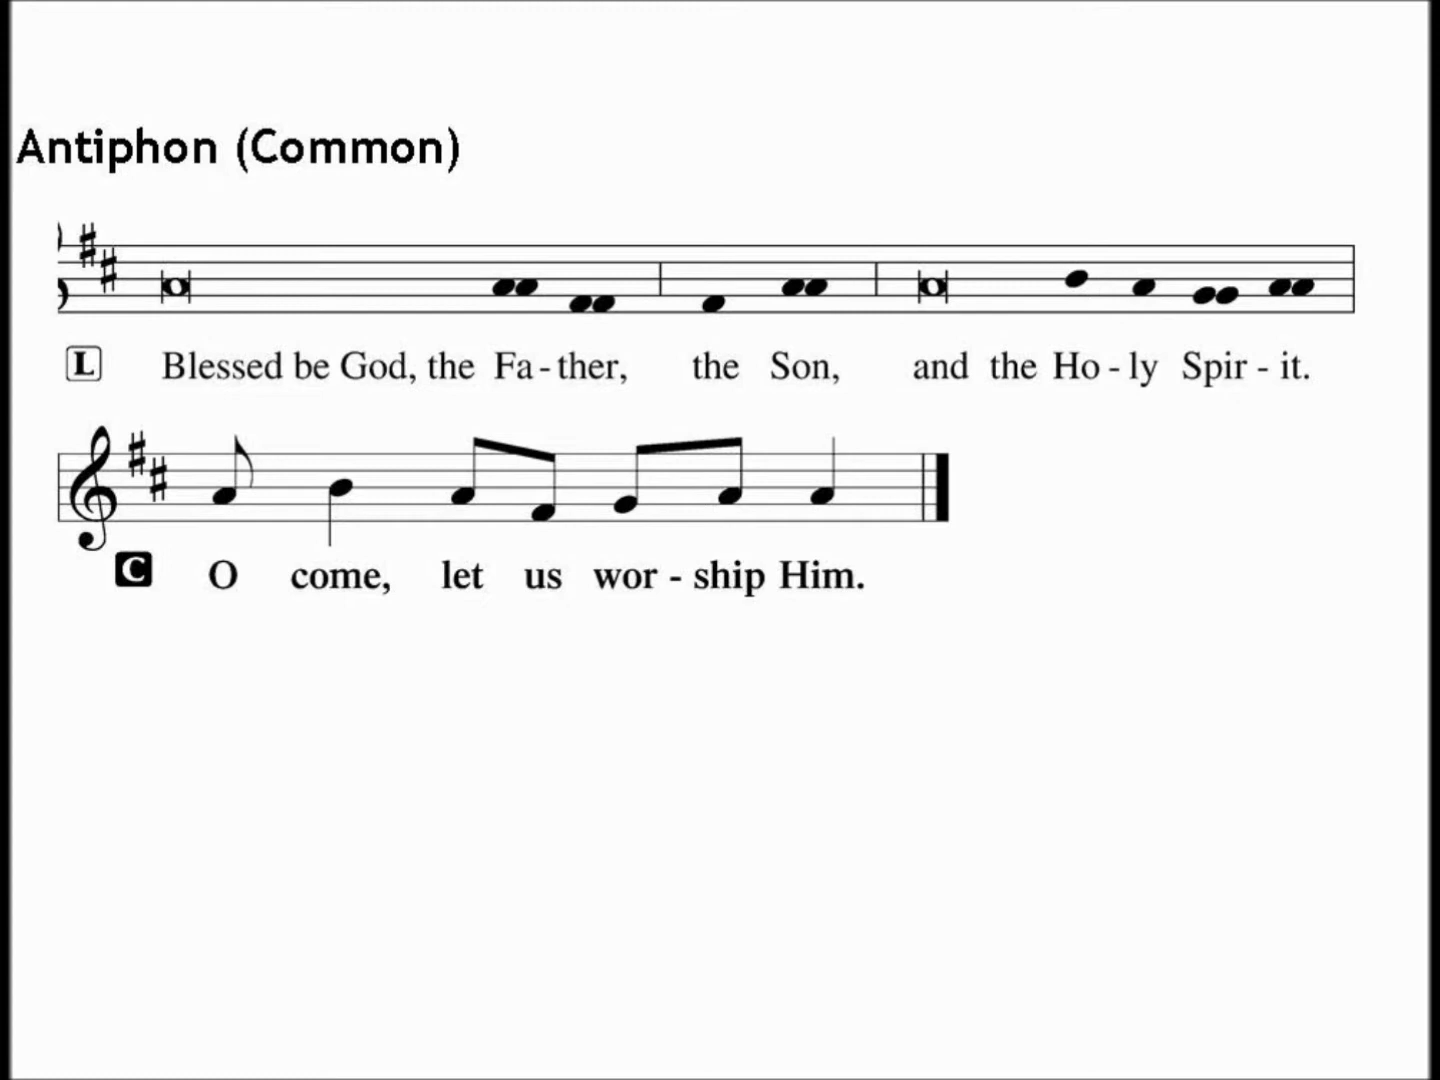 Antiphon (Common)
L Blessed be God, the Fa - ther, the Son, and the Ho - ly Spir - it.
C O come, let us wor - ship Him.